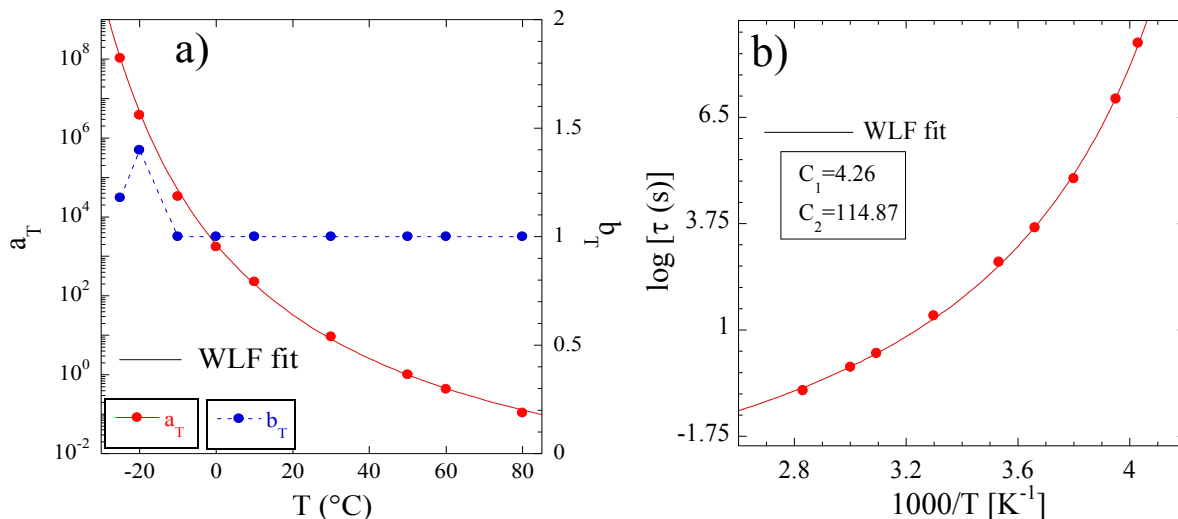 a)
a_T
10^8
10^6
10^4
10^2
10^0
10^-2
2
1.5
1
0.5
0
b_T
WLF fit
a_T
b_T
-20
0
20
40
60
80
T (°C)
b)
log [τ (s)]
6.5
3.75
1
-1.75
WLF fit
C_1=4.26
C_2=114.87
2.8
3.2
3.6
4
1000/T [K^-1]